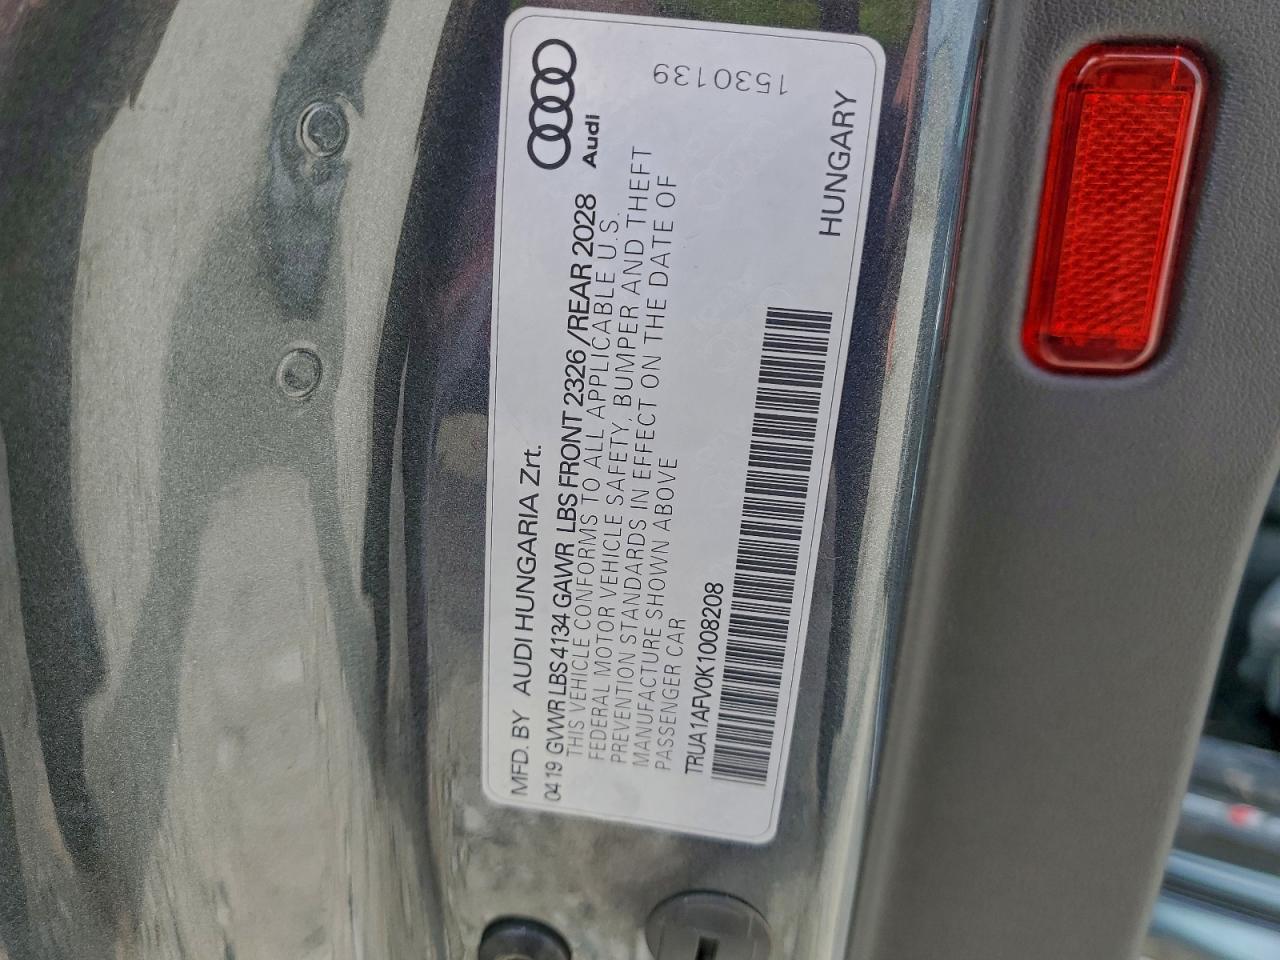 Audi
MFD. BY AUDI HUNGARIA Zrt.
0419 GVWR LBS 4134 GAWR LBS FRONT 2326 /REAR 2028
THIS VEHICLE CONFORMS TO ALL APPLICABLE U.S.
FEDERAL MOTOR VEHICLE SAFETY, BUMPER AND THEFT
PREVENTION STANDARDS IN EFFECT ON THE DATE OF
MANUFACTURE SHOWN ABOVE
PASSENGER CAR
TRUA1AFV0K1008208
HUNGARY
1530139